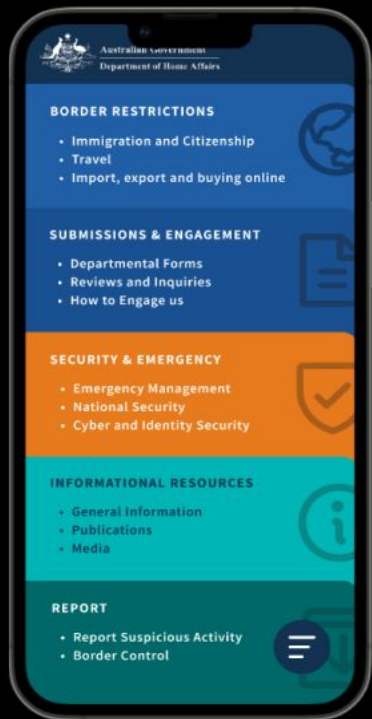 Australian Government
Department of Home Affairs
BORDER RESTRICTIONS
• Immigration and Citizenship
• Travel
• Import, export and buying online
SUBMISSIONS & ENGAGEMENT
• Departmental Forms
• Reviews and Inquiries
• How to Engage us
SECURITY & EMERGENCY
• Emergency Management
• National Security
• Cyber and Identity Security
INFORMATIONAL RESOURCES
• General Information
• Publications
• Media
REPORT
• Report Suspicious Activity
• Border Control